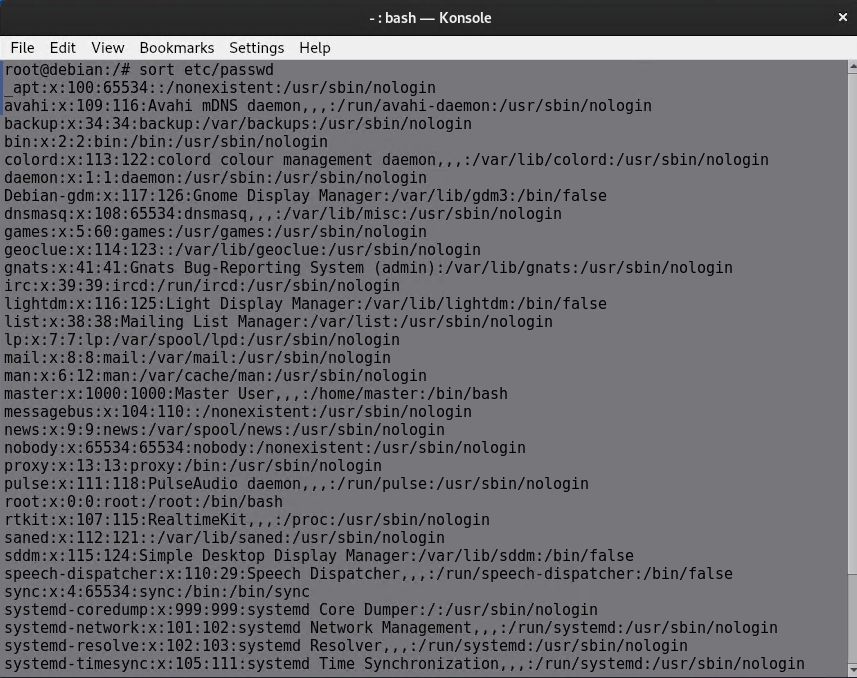 - : bash — Konsole
File Edit View Bookmarks Settings Help
root@debian:/# sort etc/passwd
_apt:x:100:65534::/nonexistent:/usr/sbin/nologin
avahi:x:109:116:Avahi mDNS daemon,,,:/run/avahi-daemon:/usr/sbin/nologin
backup:x:34:34:backup:/var/backups:/usr/sbin/nologin
bin:x:2:2:bin:/bin:/usr/sbin/nologin
colord:x:113:122:colord colour management daemon,,,:/var/lib/colord:/usr/sbin/nologin
daemon:x:1:1:daemon:/usr/sbin:/usr/sbin/nologin
Debian-gdm:x:117:126:Gnome Display Manager:/var/lib/gdm3:/bin/false
dnsmasq:x:108:65534:dnsmasq,,,:/var/lib/misc:/usr/sbin/nologin
games:x:5:60:games:/usr/games:/usr/sbin/nologin
geoclue:x:114:123::/var/lib/geoclue:/usr/sbin/nologin
gnats:x:41:41:Gnats Bug-Reporting System (admin):/var/lib/gnats:/usr/sbin/nologin
irc:x:39:39:ircd:/run/ircd:/usr/sbin/nologin
lightdm:x:116:125:Light Display Manager:/var/lib/lightdm:/bin/false
list:x:38:38:Mailing List Manager:/var/list:/usr/sbin/nologin
lp:x:7:7:lp:/var/spool/lpd:/usr/sbin/nologin
mail:x:8:8:mail:/var/mail:/usr/sbin/nologin
man:x:6:12:man:/var/cache/man:/usr/sbin/nologin
master:x:1000:1000:Master User,,,:/home/master:/bin/bash
messagebus:x:104:110::/nonexistent:/usr/sbin/nologin
news:x:9:9:news:/var/spool/news:/usr/sbin/nologin
nobody:x:65534:65534:nobody:/nonexistent:/usr/sbin/nologin
proxy:x:13:13:proxy:/bin:/usr/sbin/nologin
pulse:x:111:118:PulseAudio daemon,,,:/run/pulse:/usr/sbin/nologin
root:x:0:0:root:/root:/bin/bash
rtkit:x:107:115:RealtimeKit,,,:/proc:/usr/sbin/nologin
saned:x:112:121::/var/lib/saned:/usr/sbin/nologin
sddm:x:115:124:Simple Desktop Display Manager:/var/lib/sddm:/bin/false
speech-dispatcher:x:110:29:Speech Dispatcher,,,:/run/speech-dispatcher:/bin/false
sync:x:4:65534:sync:/bin:/bin/sync
systemd-coredump:x:999:999:systemd Core Dumper:/:/usr/sbin/nologin
systemd-network:x:101:102:systemd Network Management,,,:/run/systemd:/usr/sbin/nologin
systemd-resolve:x:102:103:systemd Resolver,,,:/run/systemd:/usr/sbin/nologin
systemd-timesync:x:105:111:systemd Time Synchronization,,,:/run/systemd:/usr/sbin/nologin